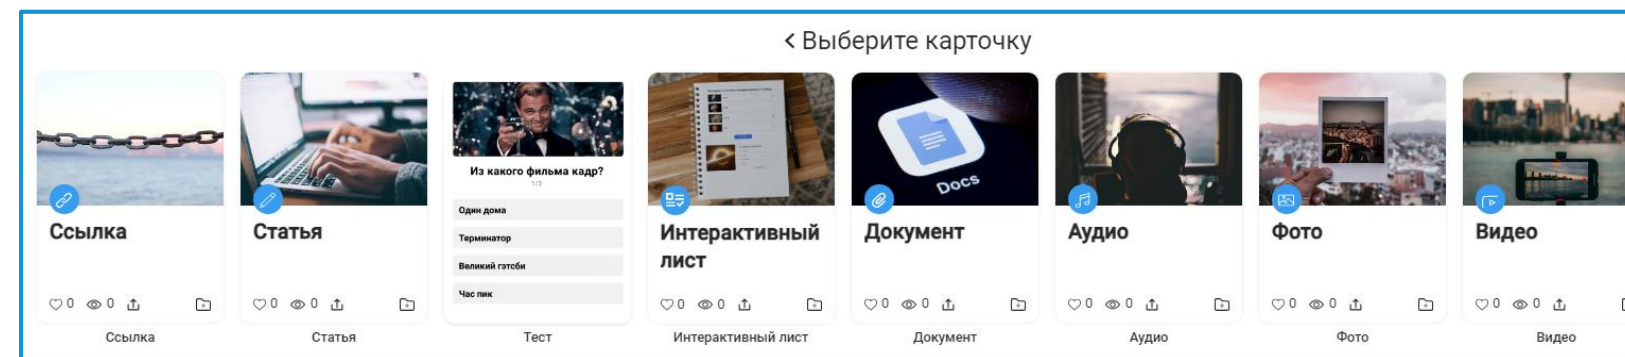 < Выберите карточку
Ссылка
0 0
Ссылка
Статья
0 0
Статья
Из какого фильма кадр?
1/3
Один дома
Терминатор
Великий гэтсби
Час пик
Тест
Интерактивный
лист
0 0
Интерактивный лист
Docs
Документ
0 0
Документ
Аудио
0 0
Аудио
Фото
0 0
Фото
Видео
0 0
Видео